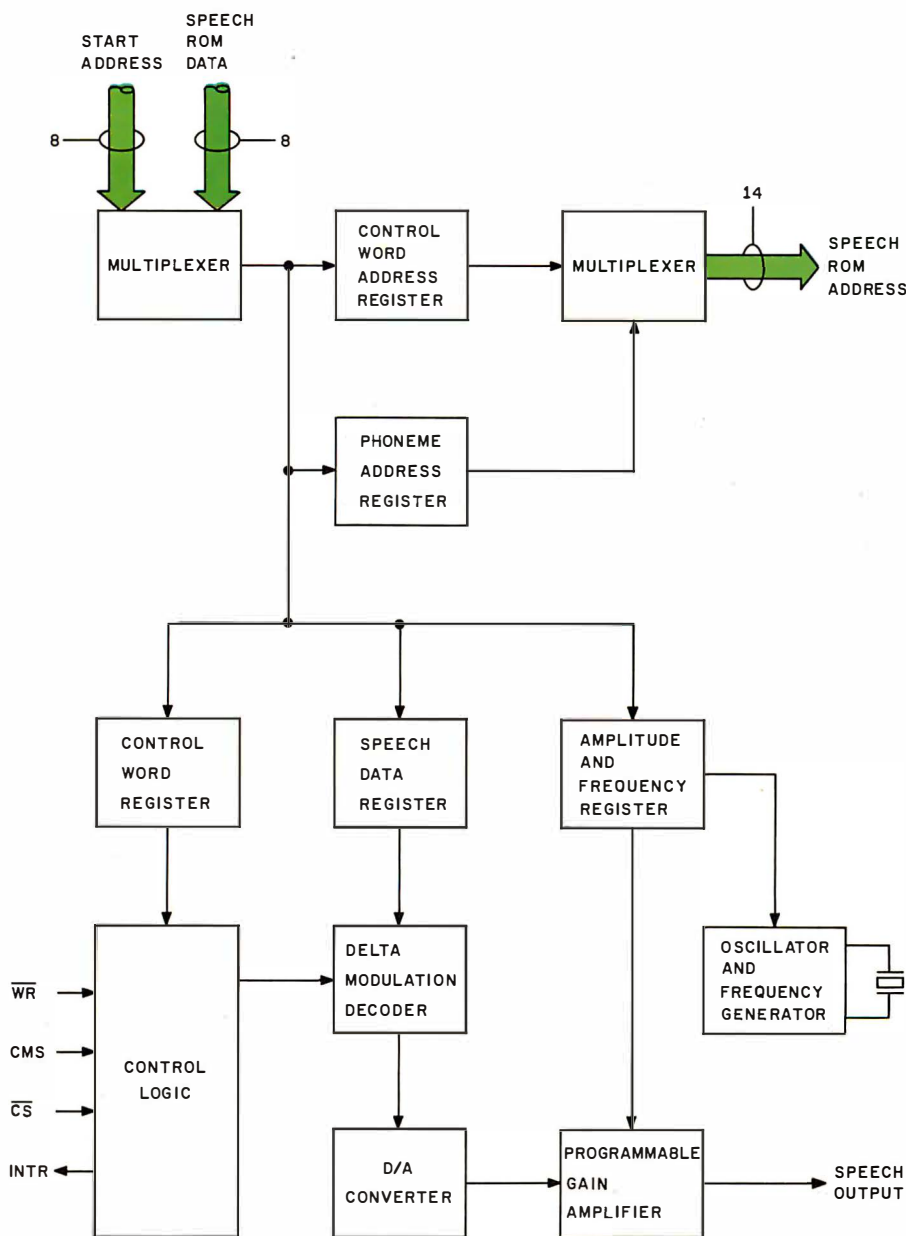 START
ADDRESS
SPEECH
ROM
DATA
8
8
MULTIPLEXER
CONTROL
WORD
ADDRESS
REGISTER
MULTIPLEXER
14
SPEECH
ROM
ADDRESS
PHONEME
ADDRESS
REGISTER
CONTROL
WORD
REGISTER
SPEECH
DATA
REGISTER
AMPLITUDE
AND
FREQUENCY
REGISTER
OSCILLATOR
AND
FREQUENCY
GENERATOR
DELTA
MODULATION
DECODER
W̅R̅
CMS
C̅S̅
INTR
CONTROL
LOGIC
D/A
CONVERTER
PROGRAMMABLE
GAIN
AMPLIFIER
SPEECH
OUTPUT